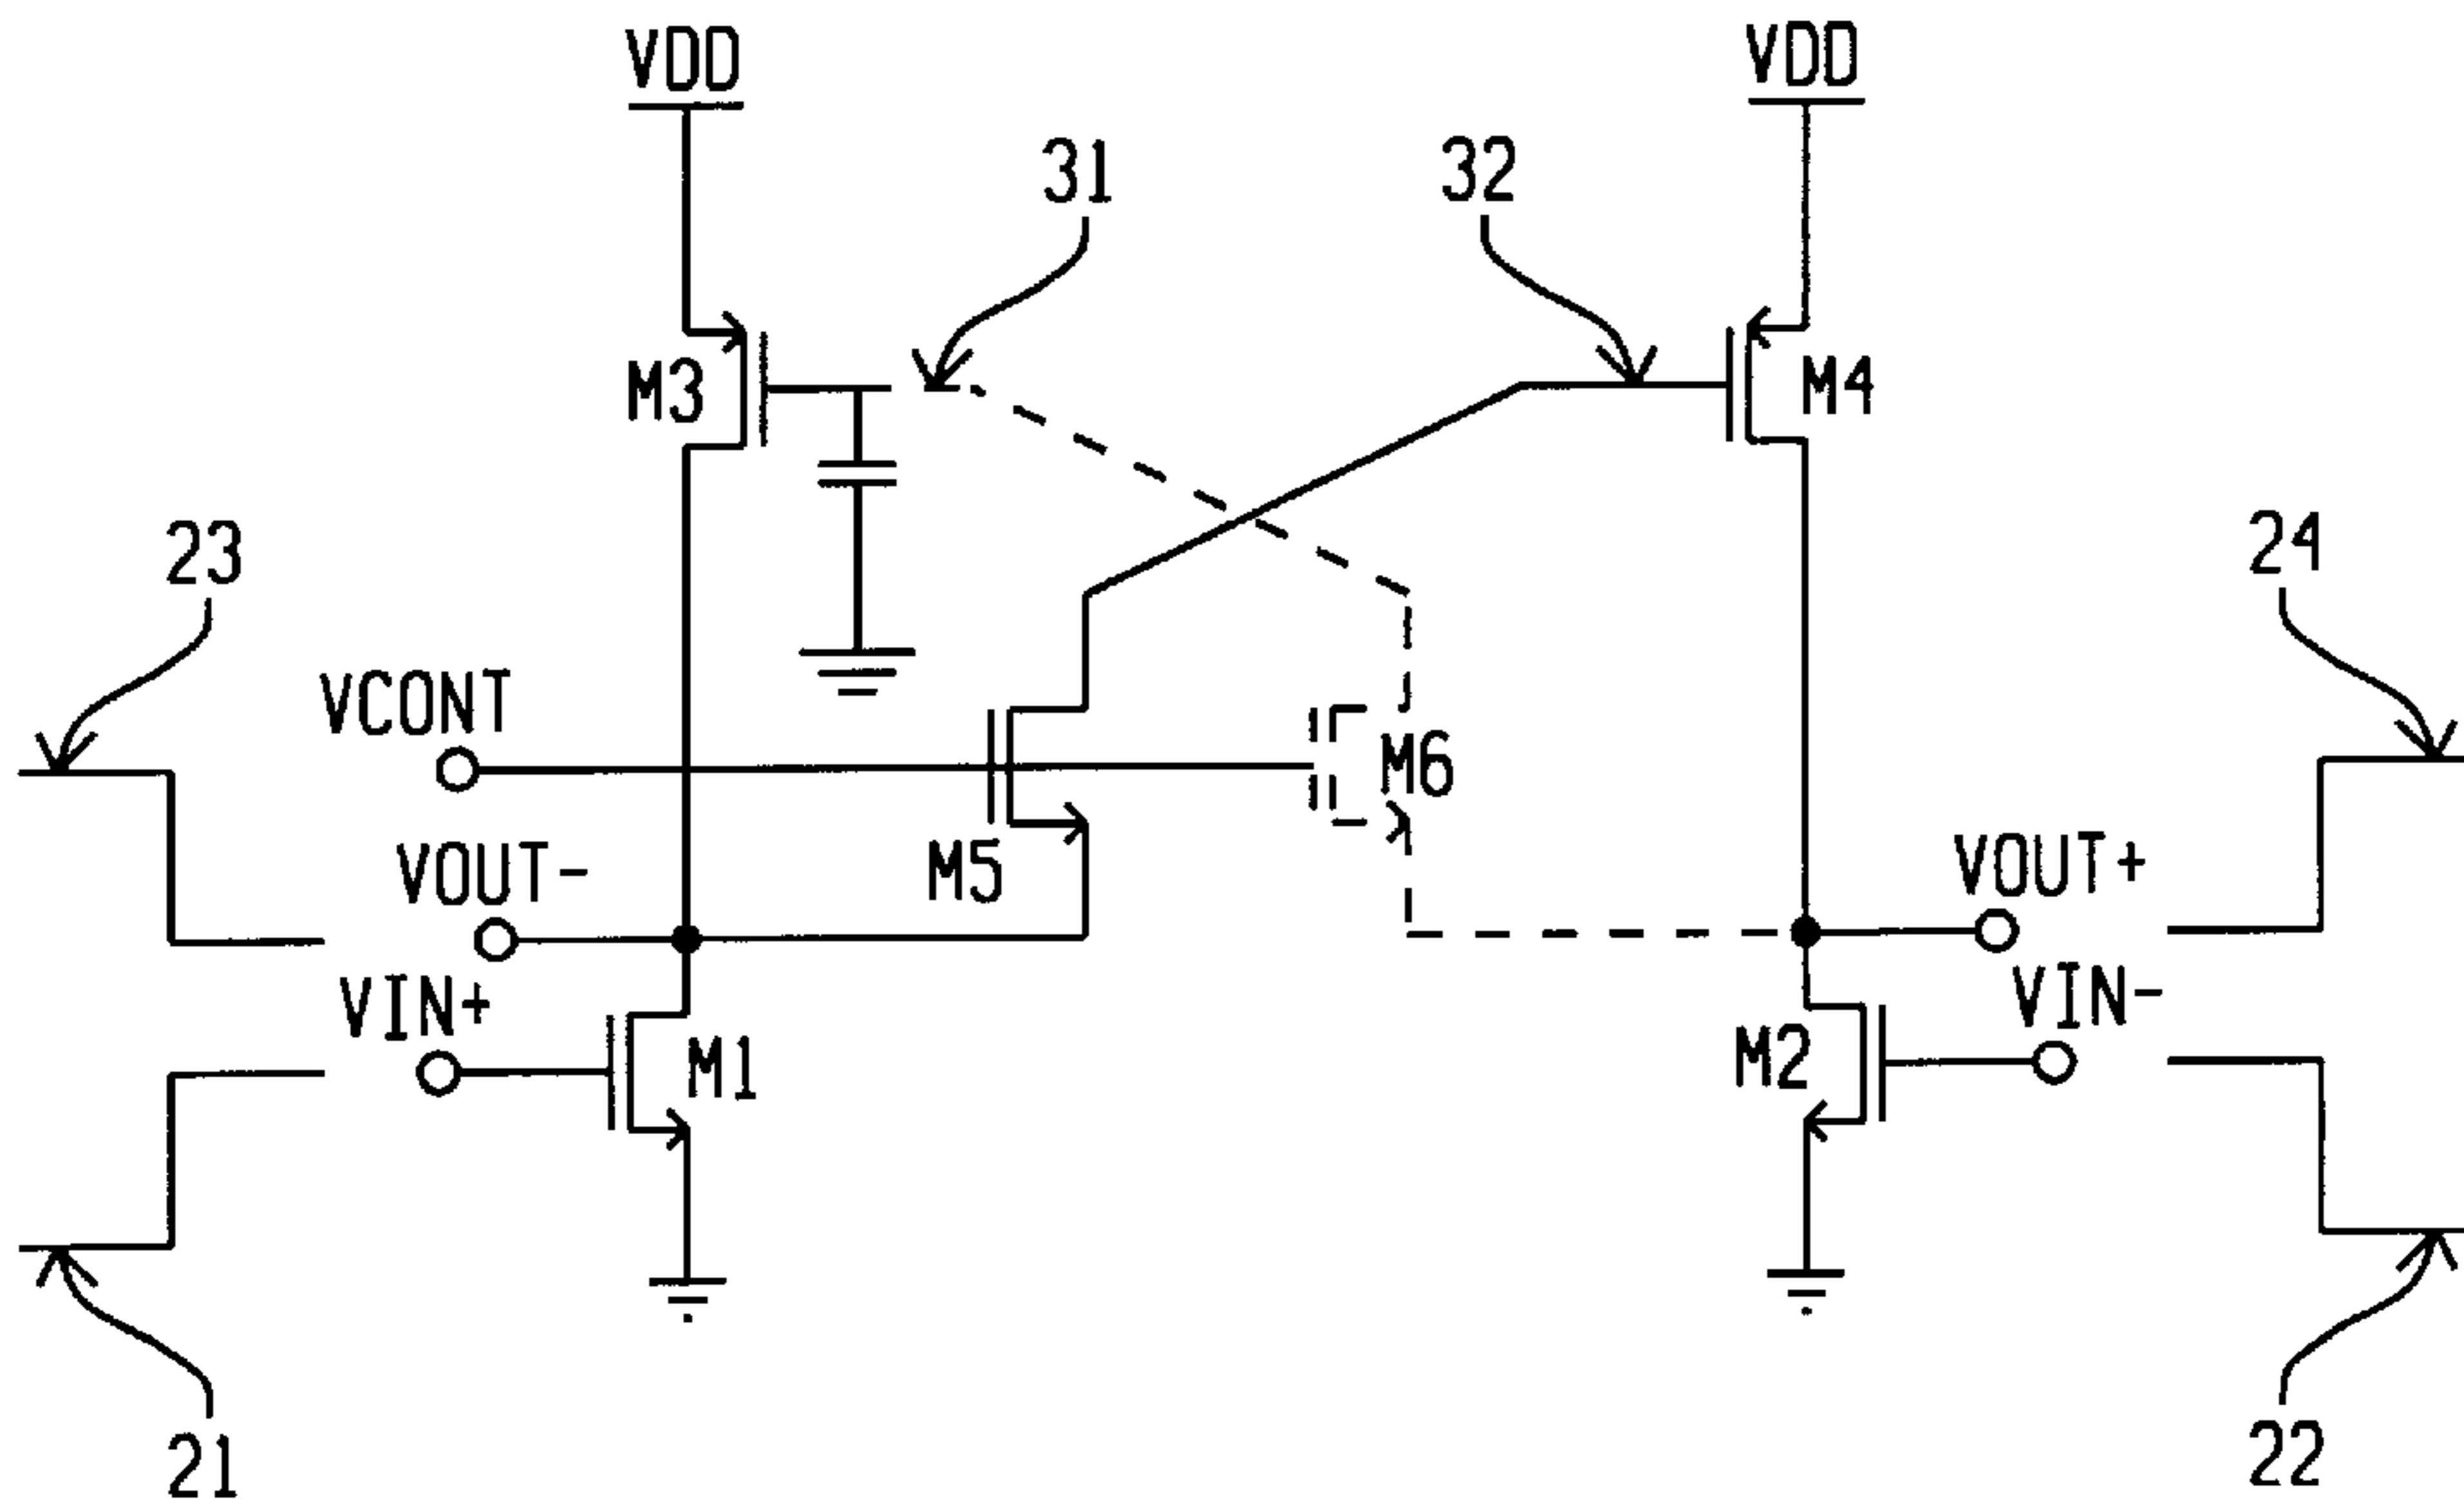 VDD
VDD
31
32
M3
M4
23
24
VCONT
M6
VOUT-
M5
VOUT+
VIN+
VIN-
M1
M2
21
22